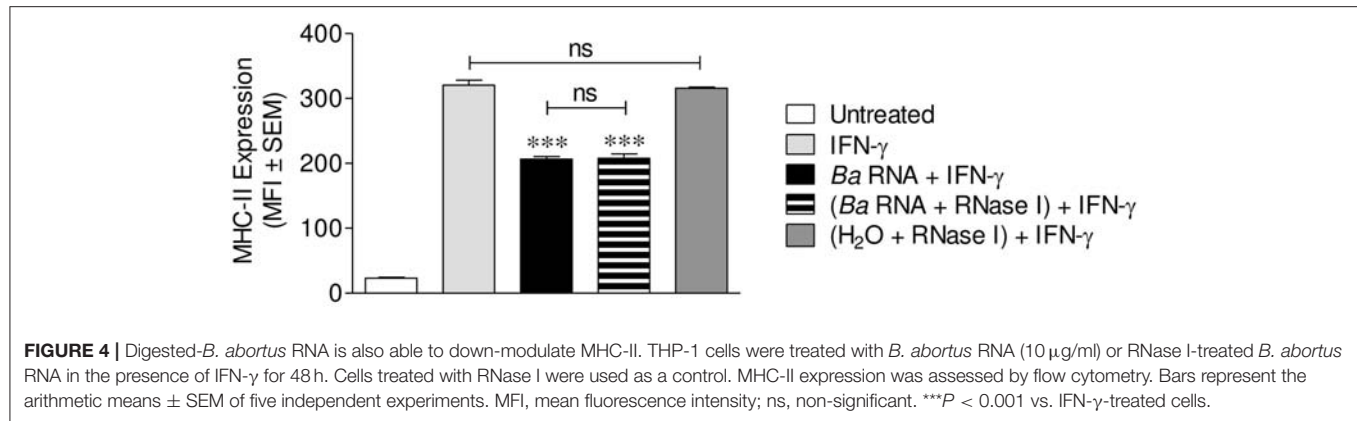 400
300
200
100
0
MHC-II Expression
(MFI ± SEM)
ns
ns
***
***
Untreated
IFN-γ
Ba RNA + IFN-γ
(Ba RNA + RNase I) + IFN-γ
(H₂O + RNase I) + IFN-γ
FIGURE 4 | Digested-B. abortus RNA is also able to down-modulate MHC-II. THP-1 cells were treated with B. abortus RNA (10 μg/ml) or RNase I-treated B. abortus
RNA in the presence of IFN-γ for 48 h. Cells treated with RNase I were used as a control. MHC-II expression was assessed by flow cytometry. Bars represent the
arithmetic means ± SEM of five independent experiments. MFI, mean fluorescence intensity; ns, non-significant. ***P < 0.001 vs. IFN-γ-treated cells.